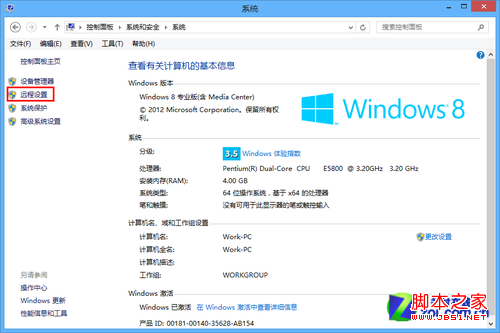 系统
控制面板 ▸ 系统和安全 ▸ 系统
搜索控制面板
文件(F) 编辑(E) 查看(V) 工具(T) 帮助(H)
控制面板主页
设备管理器
远程设置
系统保护
高级系统设置
另请参阅
操作中心
Windows 更新
查看有关计算机的基本信息
Windows 版本
Windows 8 专业版(含 Media Center)
© 2012 Microsoft Corporation。保留所有权利。
Windows 8
系统
分级: 3.5 Windows 体验指数
处理器: Pentium(R) Dual-Core CPU E5800 @ 3.20GHz 3.20 GHz
安装内存(RAM): 4.00 GB
系统类型: 64 位操作系统，基于 x64 的处理器
笔和触摸: 没有可用于此显示器的笔或触控输入
计算机名、域和工作组设置
计算机名: Work-PC 更改设置
计算机全名: Work-PC
计算机描述:
工作组: WORKGROUP
Windows 激活
Windows 已激活 在 Windows 激活中查看详细信息
产品 ID: 00181-00140-35628-AB154
脚本之家
www.jb51.net